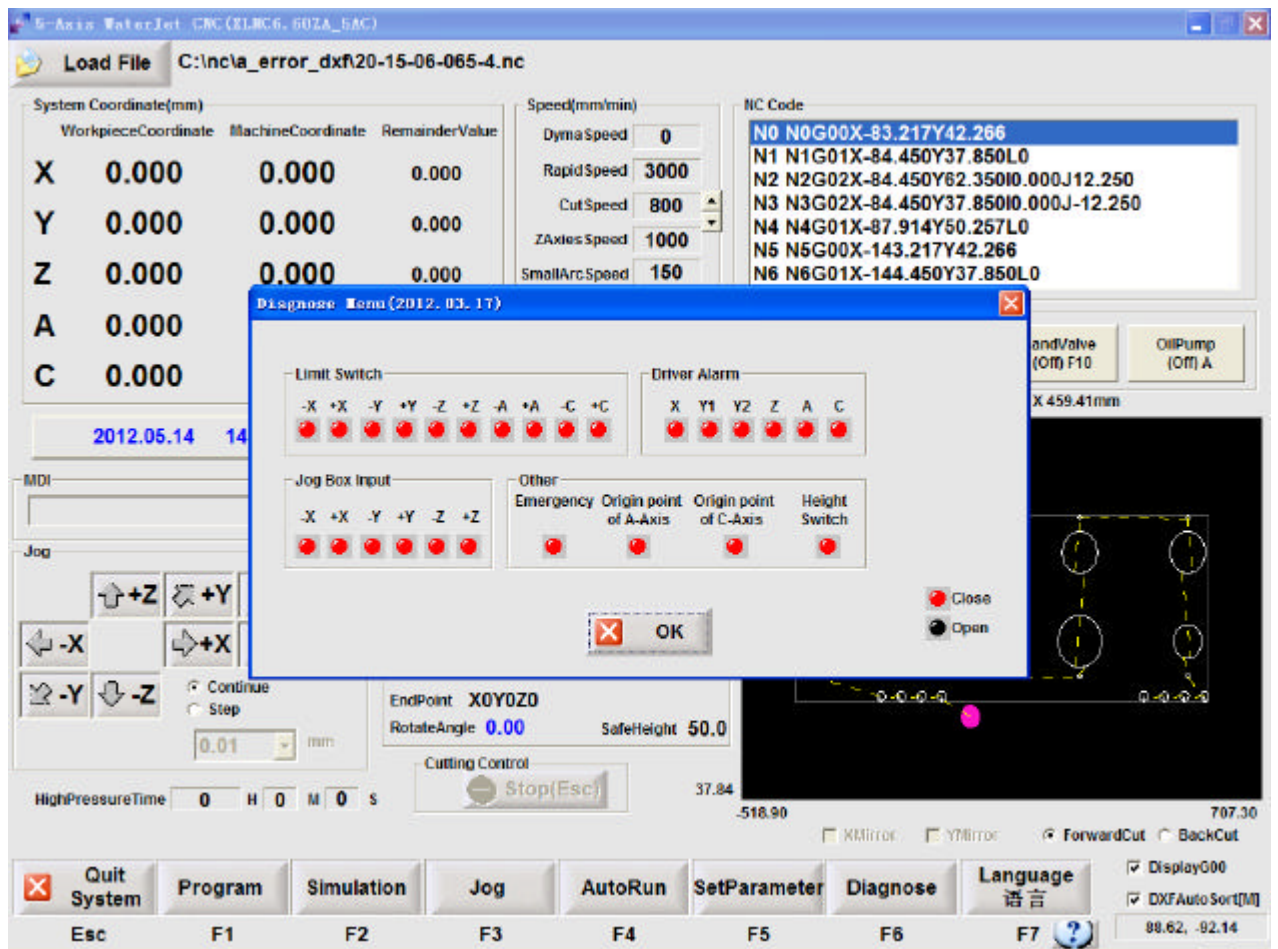 5-Axis WaterJet CNC(XLNC6.60ZA_5AC)
Load File C:\nc\a_error_dxf\20-15-06-065-4.nc
System Coordinate(mm)
WorkpieceCoordinate MachineCoordinate RemainderValue
X 0.000 0.000 0.000
Y 0.000 0.000 0.000
Z 0.000 0.000 0.000
A 0.000
C 0.000
Speed(mm/min)
DymaSpeed 0
RapidSpeed 3000
CutSpeed 800
ZAxiesSpeed 1000
SmallArcSpeed 150
NC Code
N0 N0G00X-83.217Y42.266
N1 N1G01X-84.450Y37.850L0
N2 N2G02X-84.450Y62.350I0.000J12.250
N3 N3G02X-84.450Y37.850I0.000J-12.250
N4 N4G01X-87.914Y50.257L0
N5 N5G00X-143.217Y42.266
N6 N6G01X-144.450Y37.850L0
andValve
(Off) F10
OilPump
(Off) A
X 459.41mm
2012.05.14 14
Diagnose Menu(2012.03.17)
Limit Switch
-X +X -Y +Y -Z +Z -A +A -C +C
Driver Alarm
X Y1 Y2 Z A C
Jog Box Input
-X +X -Y +Y -Z +Z
Other
Emergency Origin point Origin point Height
of A-Axis of C-Axis Switch
Close
Open
OK
MDI
Jog
+Z +Y
-X +X
-Y -Z
Continue
Step
0.01 mm
EndPoint X0Y0Z0
RotateAngle 0.00 SafeHeight 50.0
Cutting Control
Stop(Esc)
HighPressureTime 0 H 0 M 0 S
37.84
-518.90 707.30
XMirror YMirror ForwardCut BackCut
Quit System
Program
Simulation
Jog
AutoRun
SetParameter
Diagnose
Language
语言
DisplayG00
DXFAutoSort[M]
Esc F1 F2 F3 F4 F5 F6 F7 ?
88.62, -92.14